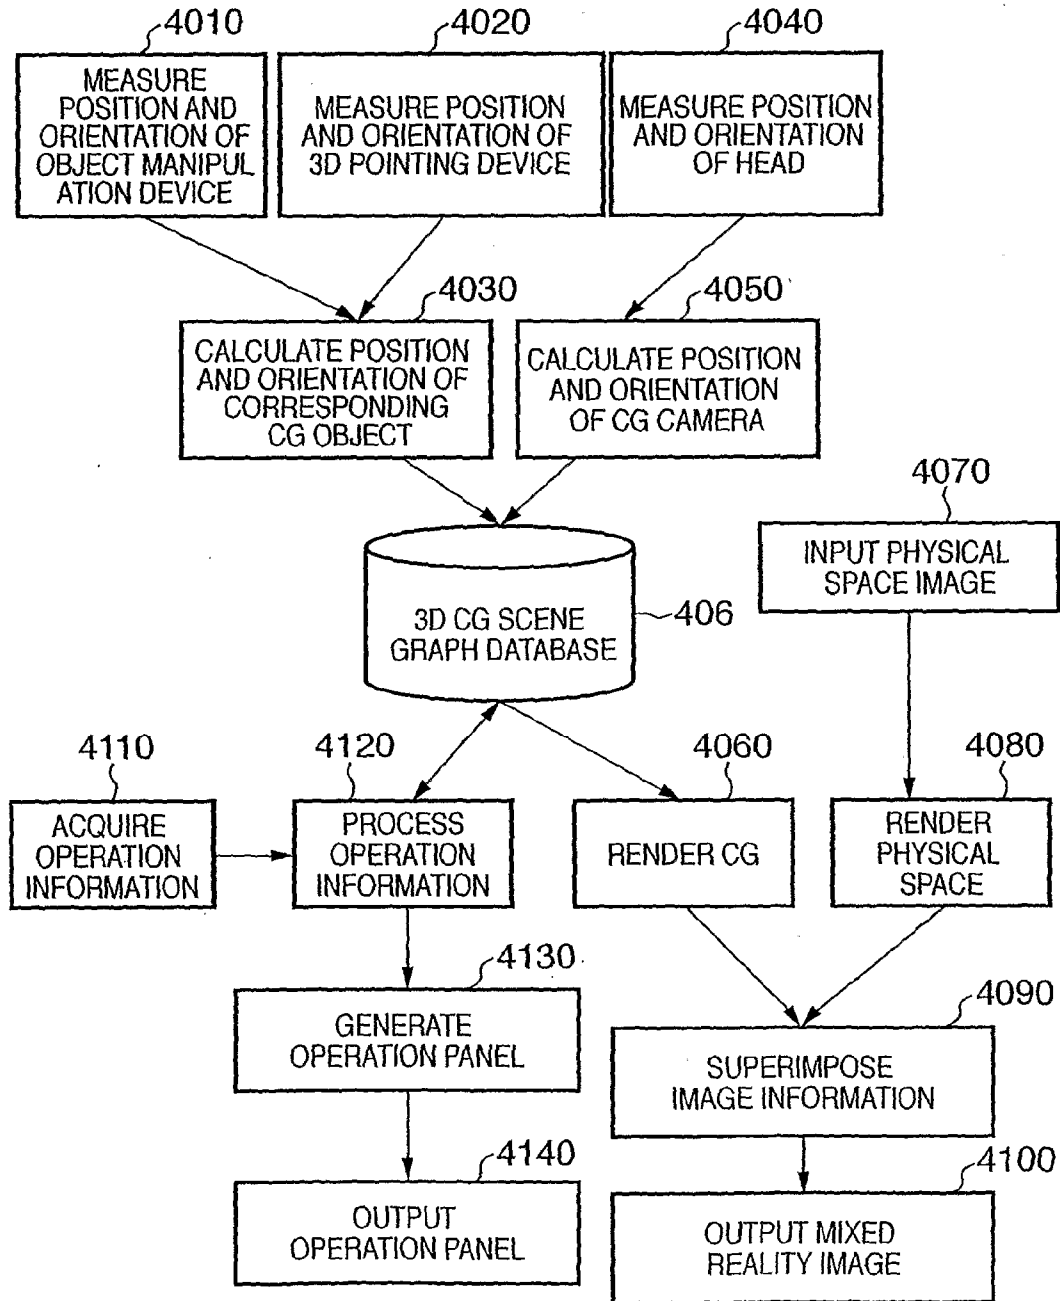 4010
MEASURE
POSITION AND
ORIENTATION OF
OBJECT MANIPUL
ATION DEVICE
4020
MEASURE POSITION
AND ORIENTATION OF
3D POINTING DEVICE
4040
MEASURE POSITION
AND ORIENTATION
OF HEAD
4030
CALCULATE POSITION
AND ORIENTATION OF
CORRESPONDING
CG OBJECT
4050
CALCULATE POSITION
AND ORIENTATION
OF CG CAMERA
4070
INPUT PHYSICAL
SPACE IMAGE
3D CG SCENE
GRAPH DATABASE
406
4110
ACQUIRE
OPERATION
INFORMATION
4120
PROCESS
OPERATION
INFORMATION
4060
RENDER CG
4080
RENDER
PHYSICAL
SPACE
4130
GENERATE
OPERATION PANEL
4090
SUPERIMPOSE
IMAGE INFORMATION
4140
OUTPUT
OPERATION PANEL
4100
OUTPUT MIXED
REALITY IMAGE